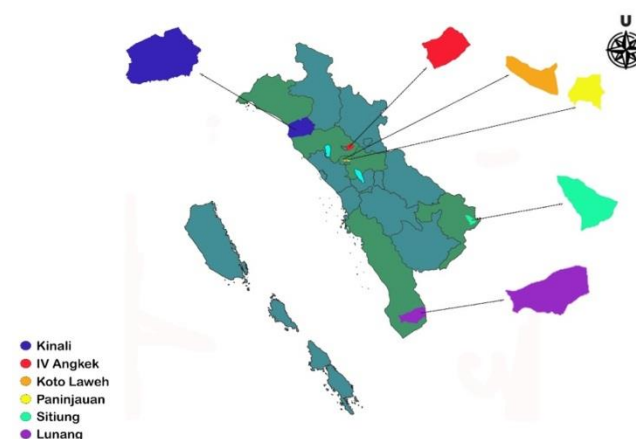 U
Kinali
IV Angkek
Koto Laweh
Paninjauan
Sitiung
Lunang